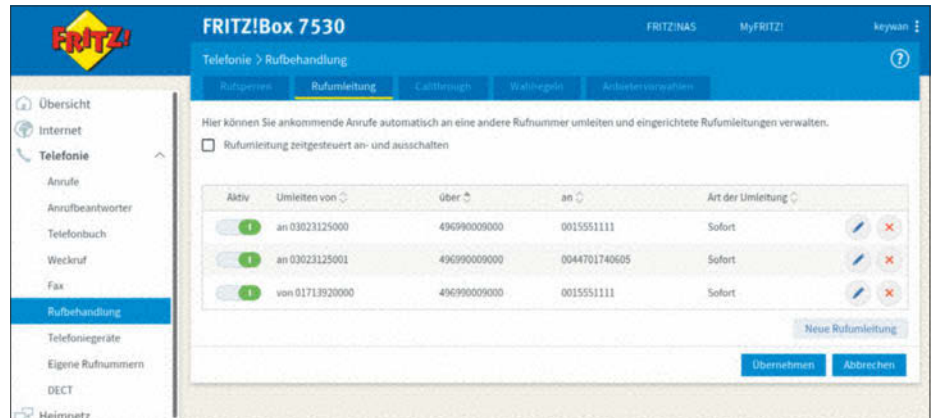 FRITZ!
FRITZ!Box 7530
FRITZ!NAS
MyFRITZ!
keywan
Telefonie > Rufbehandlung
?
Rufsperren
Rufumleitung
Callthrough
Wahlregeln
Anbietervorwahlen
Übersicht
Internet
Telefonie
Anrufe
Anrufbeantworter
Telefonbuch
Weckruf
Fax
Rufbehandlung
Telefoniegeräte
Eigene Rufnummern
DECT
Heimnetz
Hier können Sie ankommende Anrufe automatisch an eine andere Rufnummer umleiten und eingerichtete Rufumleitungen verwalten.
Rufumleitung zeitgesteuert an- und ausschalten
Aktiv Umleiten von über an Art der Umleitung
an 03023125000 496990009000 0015551111 Sofort
an 03023125001 496990009000 0044701740605 Sofort
von 01713920000 496990009000 0015551111 Sofort
Neue Rufumleitung
Übernehmen
Abbrechen